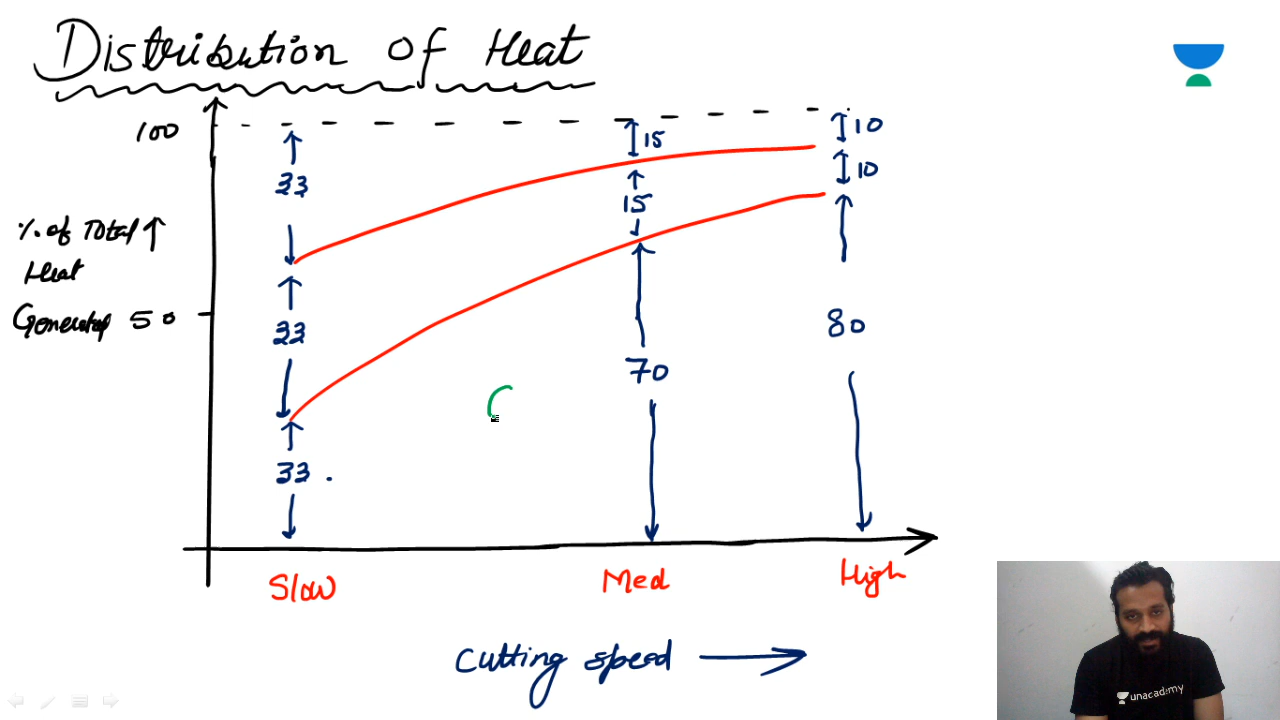 Distribution of Heat
100
33
15
10
10
33
15
% of Total ↑
Heat
Generated 50
33
70
80
33 .
Slow
Med
High
Cutting speed →
unacademy